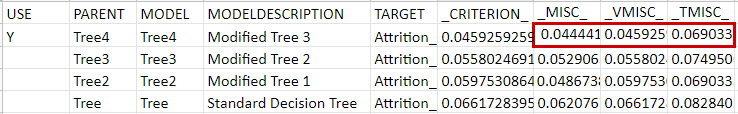 USE PARENT MODEL MODELDESCRIPTION TARGET _CRITERION_ _MISC_ _VMISC_ _TMISC_
Y Tree4 Tree4 Modified Tree 3 Attrition_ 0.0459259259 0.044441 0.045925 0.069033
Tree3 Tree3 Modified Tree 2 Attrition_ 0.0558024691 0.052906 0.055802 0.074950
Tree2 Tree2 Modified Tree 1 Attrition_ 0.0597530864 0.048673 0.059753 0.069033
Tree Tree Standard Decision Tree Attrition_ 0.0661728395 0.062076 0.066172 0.082840